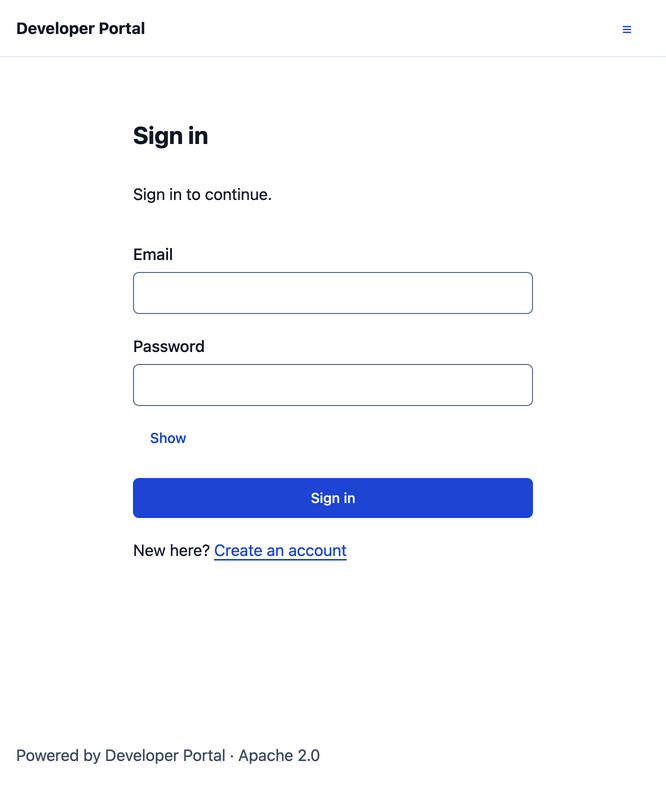 Developer Portal
Sign in
Sign in to continue.
Email
Password
Show
Sign in
New here? Create an account
Powered by Developer Portal · Apache 2.0